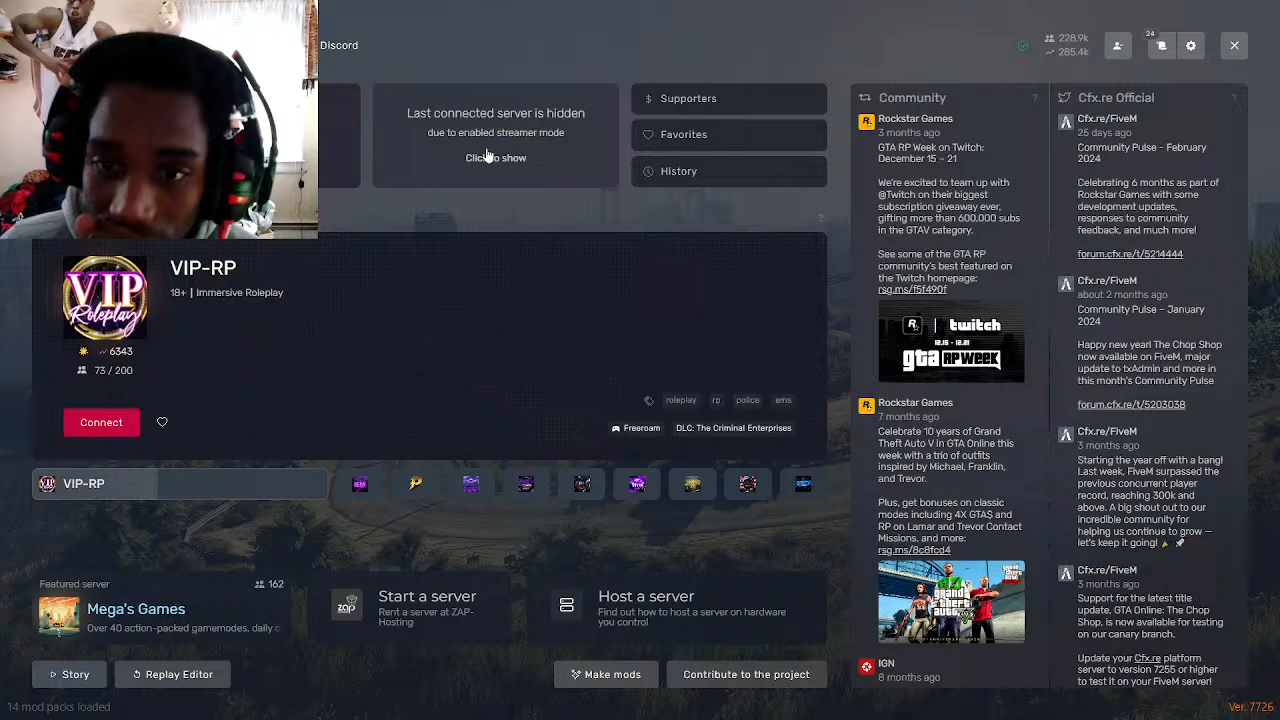 Discord
24
228.9k
285.4k
Last connected server is hidden
due to enabled streamer mode
Click to show
Supporters
Favorites
History
?
VIP
Roleplay
VIP-RP
18+ | Immersive Roleplay
6343
73 / 200
Connect
roleplay
rp
police
ems
Freeroam
DLC: The Criminal Enterprises
VIP-RP
Featured server
162
Mega's Games
Over 40 action-packed gamemodes, daily c
ZAP
Start a server
Rent a server at ZAP-
Hosting
Host a server
Find out how to host a server on hardware
you control
Story
Replay Editor
Make mods
Contribute to the project
14 mod packs loaded
Community
?
Rockstar Games
3 months ago
GTA RP Week on Twitch:
December 15 – 21
We're excited to team up with
@Twitch on their biggest
subscription giveaway ever,
gifting more than 600,000 subs
in the GTAV category.
See some of the GTA RP
community's best featured on
the Twitch homepage:
rsg.ms/f5f490f
R
twitch
12.15 - 12.21
gta RP WEEK
Rockstar Games
7 months ago
Celebrate 10 years of Grand
Theft Auto V in GTA Online this
week with a trio of outfits
inspired by Michael, Franklin,
and Trevor.
Plus, get bonuses on classic
modes including 4X GTA$ and
RP on Lamar and Trevor Contact
Missions, and more:
rsg.ms/8c8fcd4
IGN
8 months ago
Cfx.re Official
?
Cfx.re/FiveM
25 days ago
Community Pulse - February
2024
Celebrating 6 months as part of
Rockstar Games with some
development updates,
responses to community
feedback, and much more!
forum.cfx.re/t/5214444
Cfx.re/FiveM
about 2 months ago
Community Pulse – January
2024
Happy new year! The Chop Shop
now available on FiveM, major
update to txAdmin and more in
this month's Community Pulse
forum.cfx.re/t/5203038
Cfx.re/FiveM
3 months ago
Starting the year off with a
bang! Last week, FiveM surpassed the
previous concurrent player
record, reaching 300k and
above. A big shout out to our
incredible community for
helping us continue to grow —
let's keep it going!
Cfx.re/FiveM
3 months ago
Support for the latest title
update, GTA Online: The Chop
Shop, is now available for testing
on our canary branch.
Update your Cfx.re platform
server to version 7255 or higher
to test it on your FiveM server!
Ver. 7726